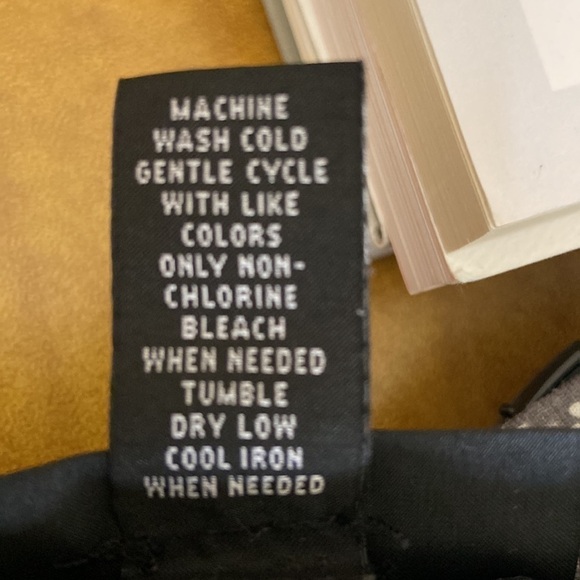 MACHINE
WASH COLD
GENTLE CYCLE
WITH LIKE
COLORS
ONLY NON-
CHLORINE
BLEACH
WHEN NEEDED
TUMBLE
DRY LOW
COOL IRON
WHEN NEEDED